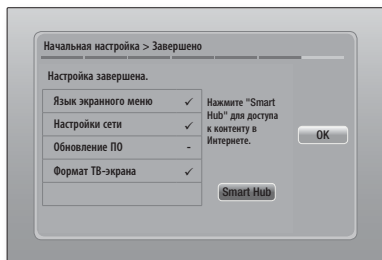 Начальная настройка > Завершено
Настройка завершена.
Язык экранного меню ✓
Настройки сети ✓
Обновление ПО -
Формат ТВ-экрана ✓
Нажмите "Smart
Hub" для доступа
к контенту в
Интернете.
Smart Hub
OK